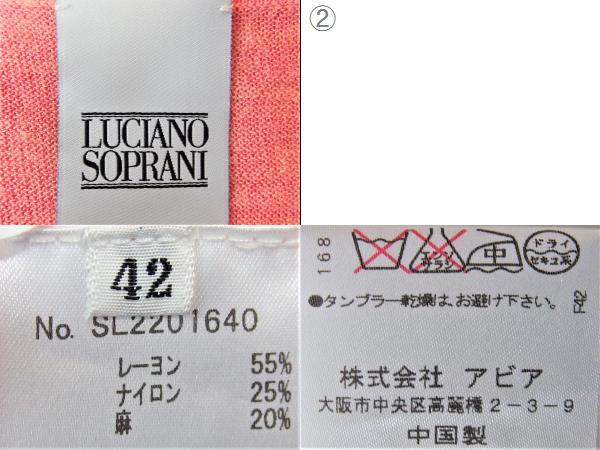 LUCIANO
SOPRANI
②
42
No. SL2201640
レーヨン 55%
ナイロン 25%
麻 20%
168
エンソ
サラシ
中
ドライ
セキユ系
●タンブラー乾燥は、お避け下さい。
F42
株式会社 アビア
大阪市中央区高麗橋2-3-9
中国製